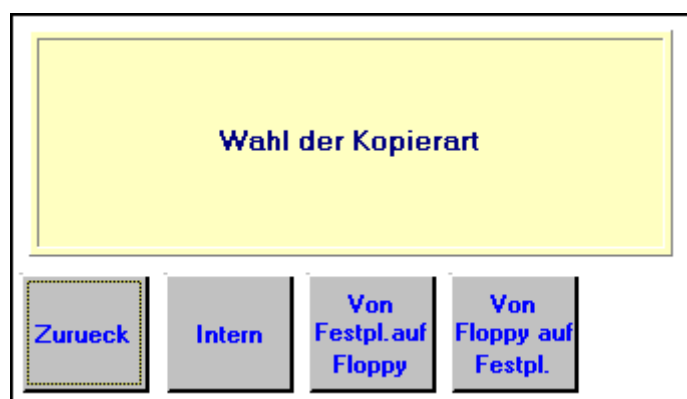 Wahl der Kopierart
Zurueck
Intern
Von
Festpl.auf
Floppy
Von
Floppy auf
Festpl.